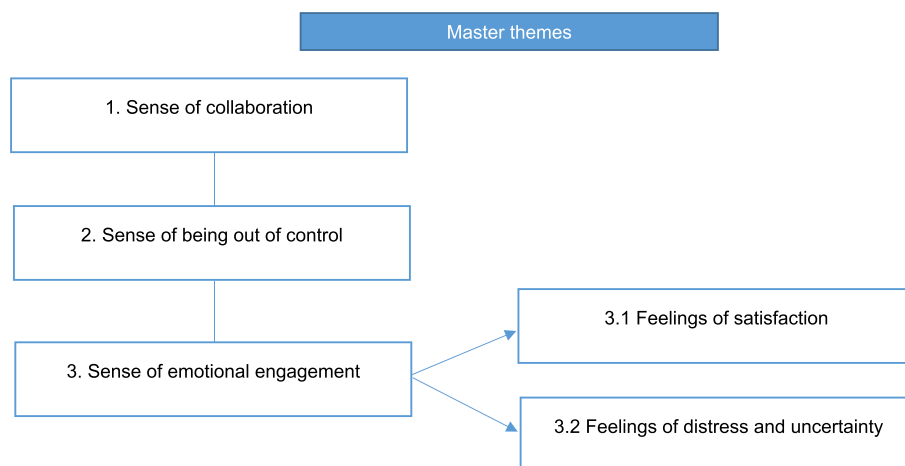 Master themes
1. Sense of collaboration
2. Sense of being out of control
3. Sense of emotional engagement
3.1 Feelings of satisfaction
3.2 Feelings of distress and uncertainty